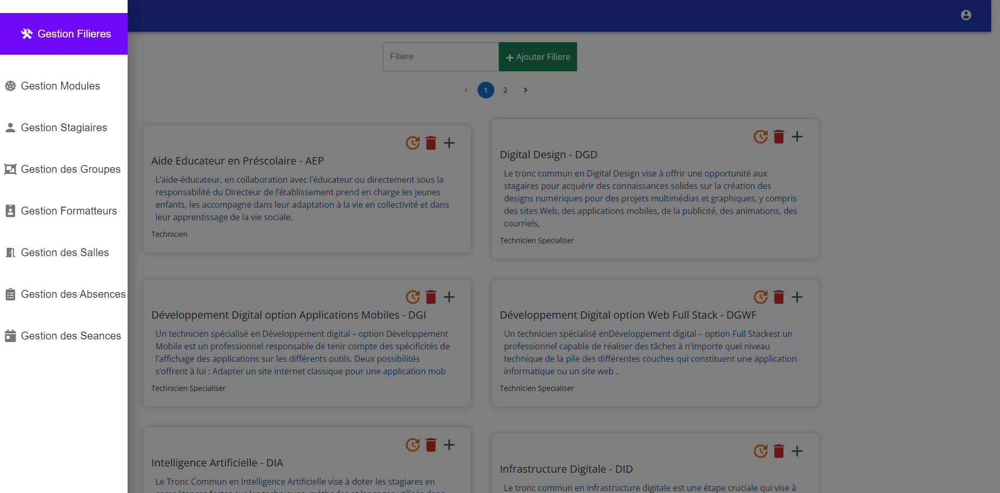 Gestion Filieres
Gestion Modules
Gestion Stagiaires
Gestion des Groupes
Gestion Formatteurs
Gestion des Salles
Gestion des Absences
Gestion des Seances
Filiere
Ajouter Filiere
1 2
Aide Educateur en Préscolaire - AEP
L’aide-éducateur, en collaboration avec l’éducateur ou directement sous la
responsabilité du Directeur de l’établissement prend en charge les jeunes
enfants, les accompagne dans leur adaptation à la vie en collectivité et dans
leur apprentissage de la vie sociale.
Technicien
Digital Design - DGD
Le tronc commun en Digital Design vise à offrir une opportunité aux
stagaires pour acquérir des connaissances solides sur la création des
designs numériques pour des projets multimédias et graphiques, y compris
des sites Web, des applications mobiles, de la publicité, des animations, des
courriels,
Technicien Specialiser
Développement Digital option Applications Mobiles - DGI
Un technicien spécialisé en Développement digital – option Développement
Mobile est un professionnel responsable de tenir compte des spécificités de
l’affichage des applications sur les différents outils. Deux possibilités
s’offrent à lui : Adapter un site internet classique pour une application mob
Technicien Specialiser
Développement Digital option Web Full Stack - DGWF
Un technicien spécialisé enDéveloppement digital – option Full Stackest un
professionnel capable de réaliser des tâches à n'importe quel niveau
technique de la pile des différentes couches qui constituent une application
informatique ou un site web .
Technicien Specialiser
Intelligence Artificielle - DIA
Le Tronc Commun en Intelligence Artificielle vise à doter les stagiares en
Infrastructure Digitale - DID
Le tronc commun en infrastructure digitale est une étape cruciale qui vise à